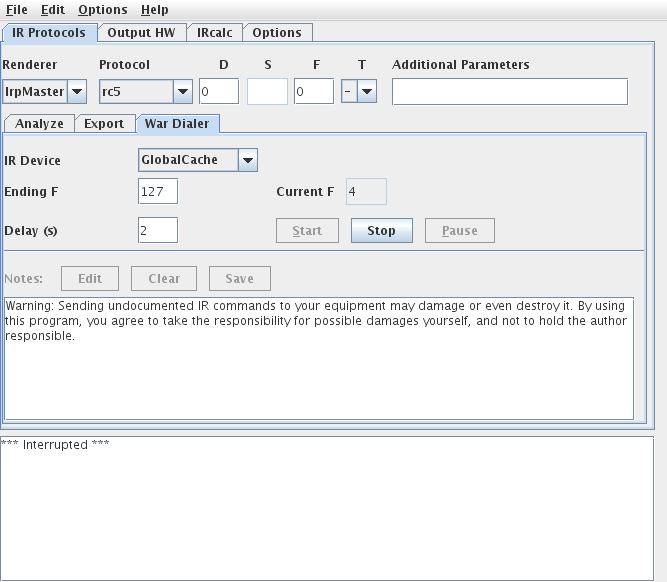 File Edit Options Help
IR Protocols Output HW IRcalc Options
Renderer Protocol D S F T Additional Parameters
IrpMaster rc5 0 0 -
Analyze Export War Dialer
IR Device GlobalCache
Ending F 127 Current F 4
Delay (s) 2 Start Stop Pause
Notes: Edit Clear Save
Warning: Sending undocumented IR commands to your equipment may damage or even destroy it. By using
this program, you agree to take the responsibility for possible damages yourself, and not to hold the author
responsible.
*** Interrupted ***